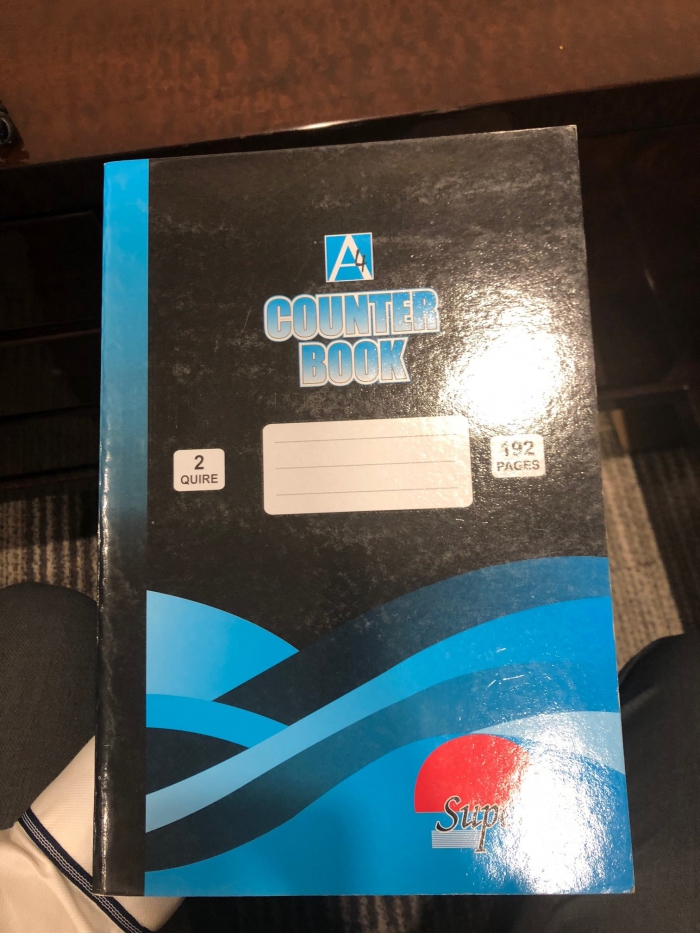 A4
COUNTER
BOOK
2
QUIRE
192
PAGES